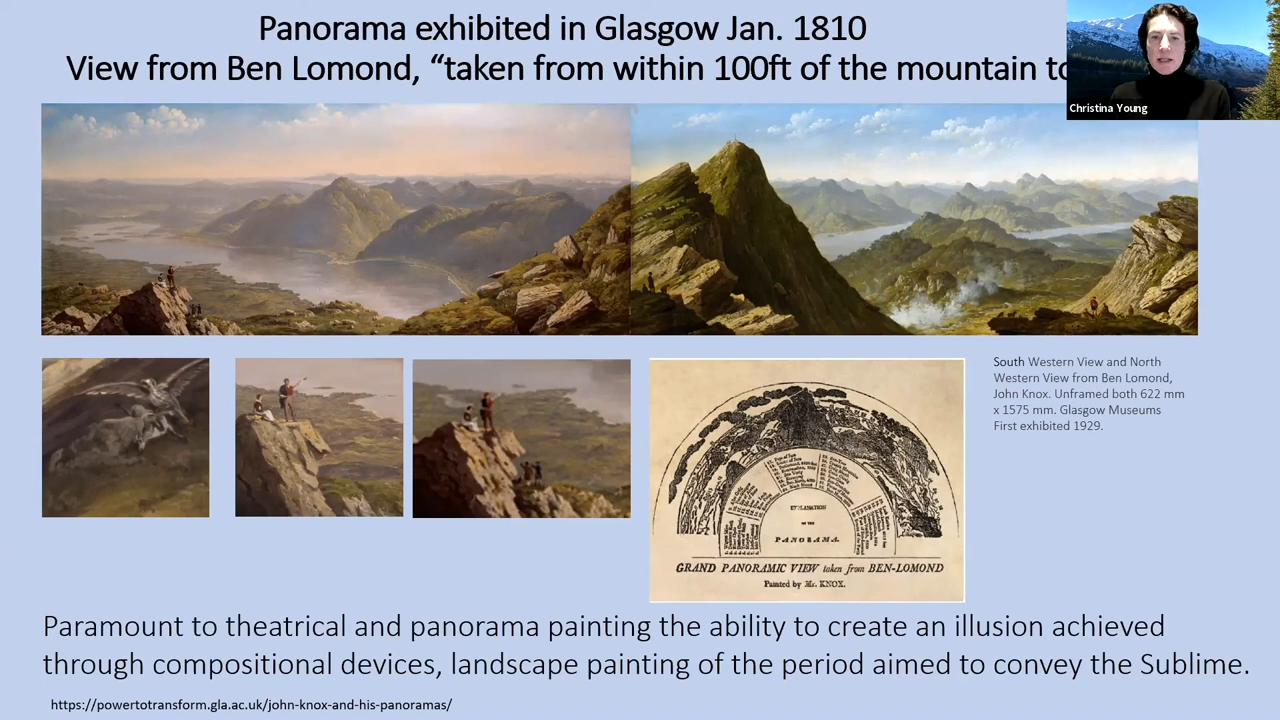 Panorama exhibited in Glasgow Jan. 1810
View from Ben Lomond, “taken from within 100ft of the mountain
Christina Young
South Western View and North
Western View from Ben Lomond,
John Knox. Unframed both 622 mm
x 1575 mm. Glasgow Museums
First exhibited 1929.
EXPLANATION
OF THE
PANORAMA.
GRAND PANORAMIC VIEW taken from BEN-LOMOND
Painted by Mr. KNOX.
Paramount to theatrical and panorama painting the ability to create an illusion achieved
through compositional devices, landscape painting of the period aimed to convey the Sublime.
https://powertotransform.gla.ac.uk/john-knox-and-his-panoramas/